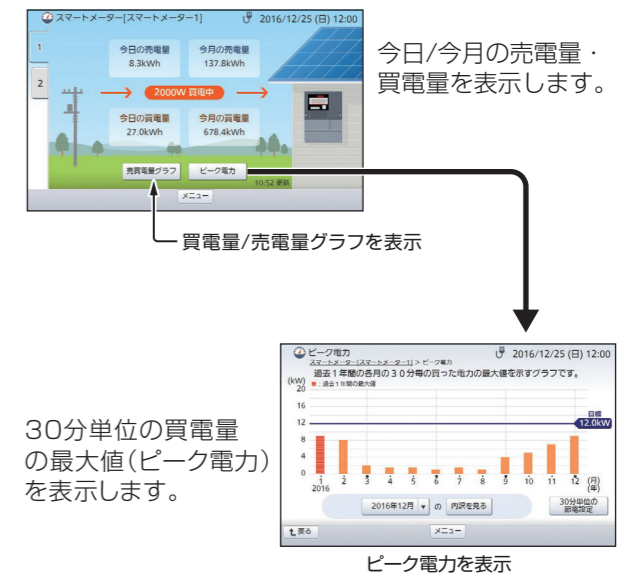 スマートメーター[スマートメーター1]
2016/12/25 (日) 12:00
1
2
今日の売電量
8.3kWh
今月の売電量
137.8kWh
2000W 買電中
今日の買電量
27.0kWh
今月の買電量
678.4kWh
売買電量グラフ
ピーク電力
10:52 更新
メニュー
今日/今月の売電量・
買電量を表示します。
買電量/売電量グラフを表示
ピーク電力
2016/12/25 (日) 12:00
スマートメーター[スマートメーター1] > ピーク電力
過去1年間の各月の30分毎の買った電力の最大値を示すグラフです。
(kW)
■:過去1年間の最大値
20
16
12
8
4
0
目標
12.0kW
1 2 3 4 5 6 7 8 9 10 11 12 (月)
2016 (年)
2016年12月 ▼ の 内訳を見る
30分単位の
節電設定
戻る
メニュー
30分単位の買電量
の最大値(ピーク電力)
を表示します。
ピーク電力を表示